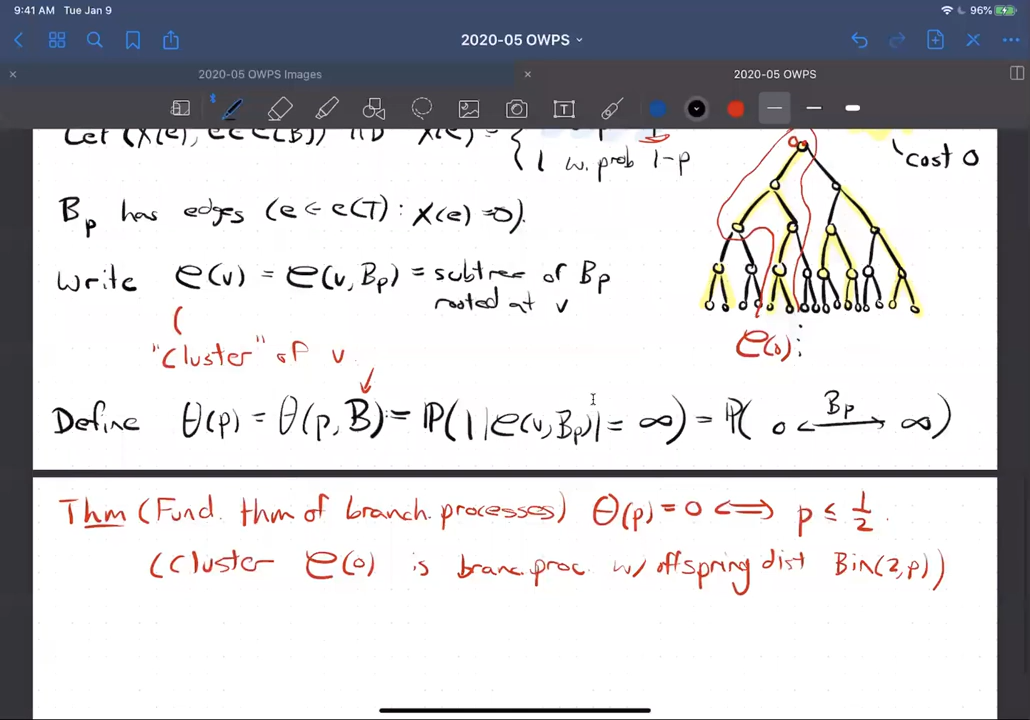 9:41 AM Tue Jan 9
96%
2020-05 OWPS
2020-05 OWPS Images
2020-05 OWPS
Let (X(e), e∈e(B)) IID X(e) = {
1 w. prob 1-p
cost 0
B_p has edges (e ∈ e(T): X(e) = 0).
Write C(v) = C(v, B_p) = subtree of B_p
rooted at v
"cluster" of v
C(0):
Define θ(p) = θ(p, B) = P(||C(v, B_p)| = ∞) = P(0 ⟷^{B_p} ∞)
Thm (Fund. thm of branch. processes) θ(p) = 0 ⟺ p ≤ 1/2.
(Cluster C(0) is branc. proc. w/ offspring dist Bin(2,p))